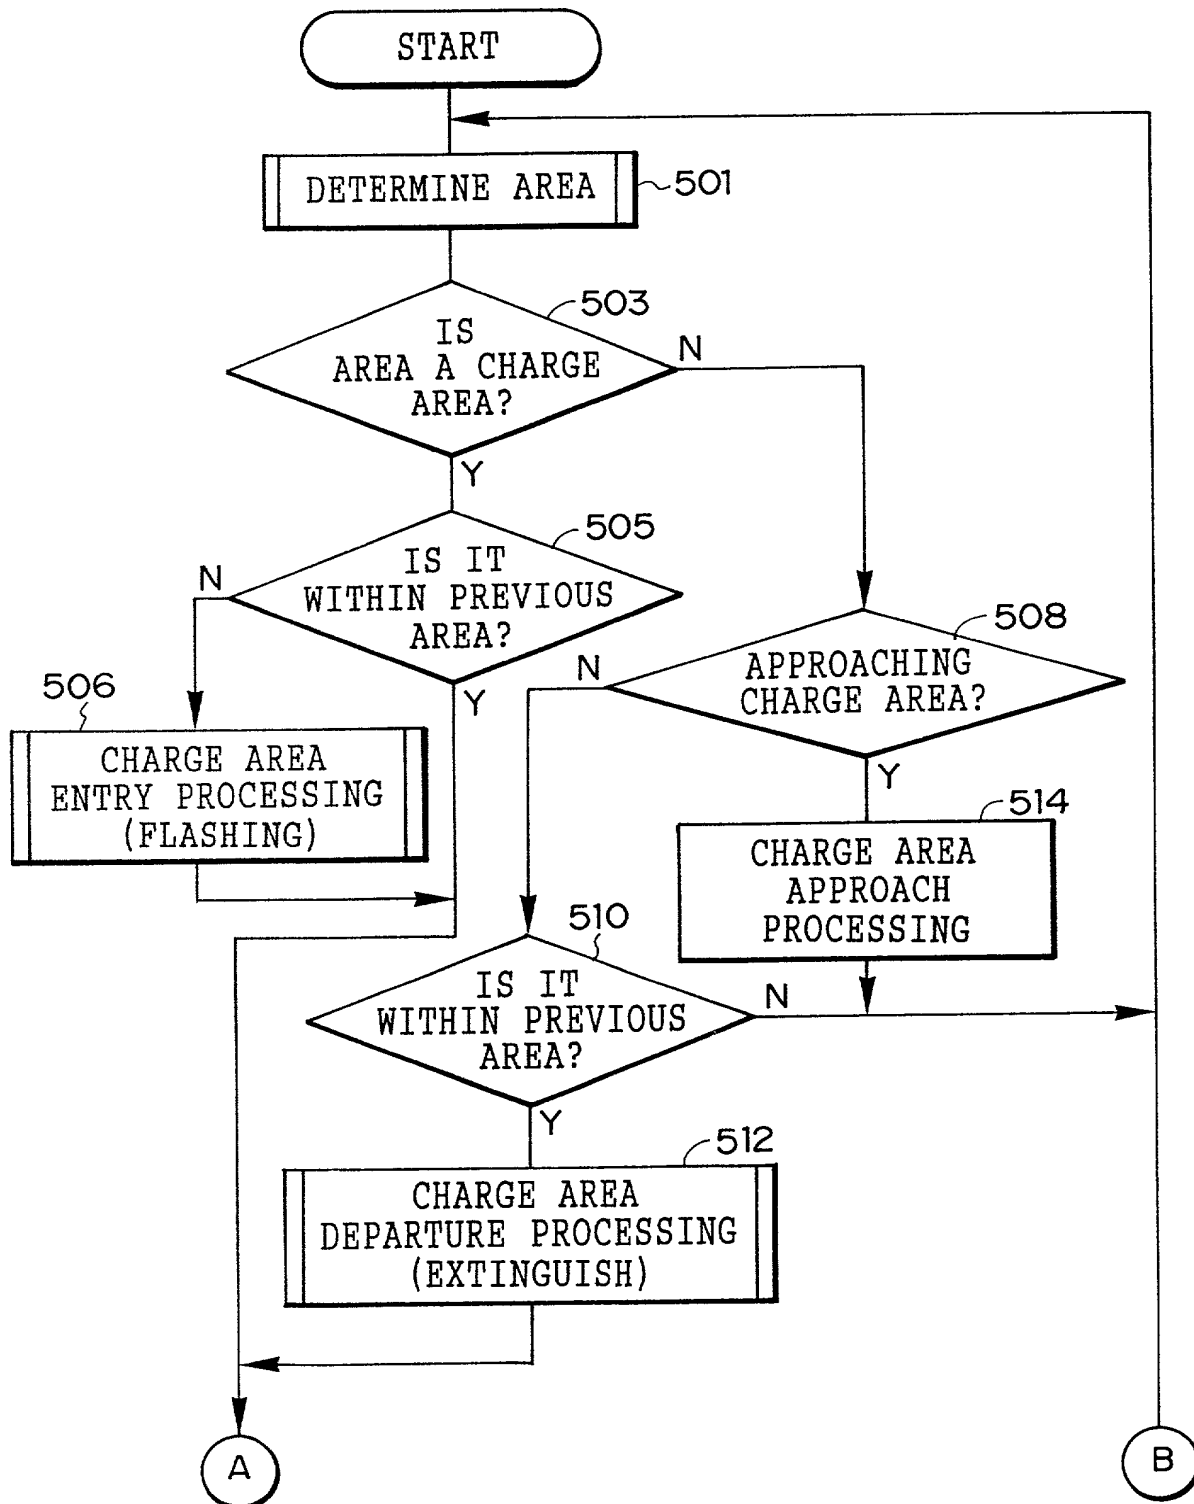 START
DETERMINE AREA
501
503
IS
AREA A CHARGE
AREA?
N
Y
505
IS IT
WITHIN PREVIOUS
AREA?
N
Y
508
APPROACHING
CHARGE AREA?
N
Y
506
CHARGE AREA
ENTRY PROCESSING
(FLASHING)
514
CHARGE AREA
APPROACH
PROCESSING
510
IS IT
WITHIN PREVIOUS
AREA?
N
Y
512
CHARGE AREA
DEPARTURE PROCESSING
(EXTINGUISH)
A
B